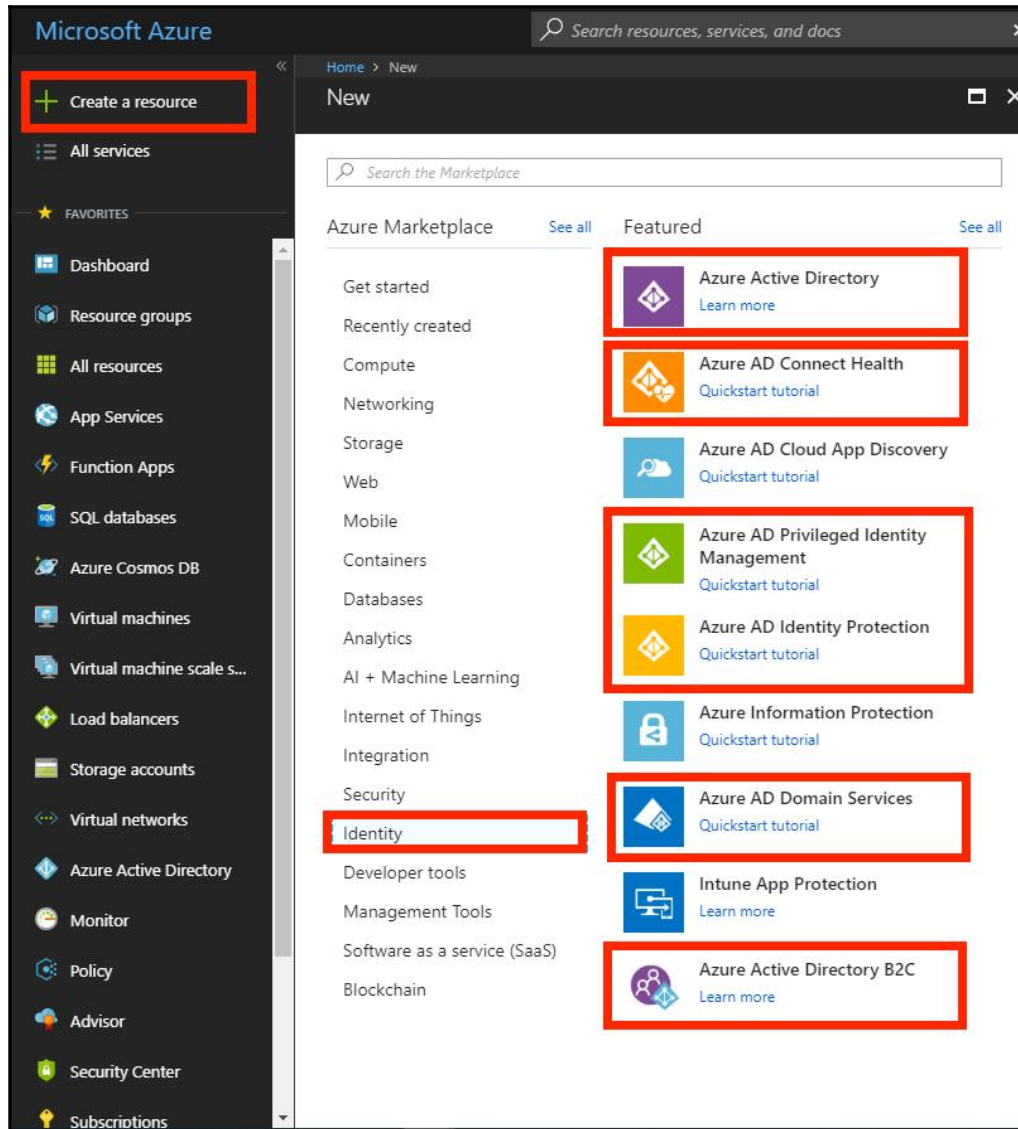 Microsoft Azure
Search resources, services, and docs
Create a resource
All services
FAVORITES
Dashboard
Resource groups
All resources
App Services
Function Apps
SQL databases
Azure Cosmos DB
Virtual machines
Virtual machine scale s...
Load balancers
Storage accounts
Virtual networks
Azure Active Directory
Monitor
Policy
Advisor
Security Center
Subscriptions
Home > New
New
Search the Marketplace
Azure Marketplace See all
Get started
Recently created
Compute
Networking
Storage
Web
Mobile
Containers
Databases
Analytics
AI + Machine Learning
Internet of Things
Integration
Security
Identity
Developer tools
Management Tools
Software as a service (SaaS)
Blockchain
Featured See all
Azure Active Directory
Learn more
Azure AD Connect Health
Quickstart tutorial
Azure AD Cloud App Discovery
Quickstart tutorial
Azure AD Privileged Identity
Management
Quickstart tutorial
Azure AD Identity Protection
Quickstart tutorial
Azure Information Protection
Quickstart tutorial
Azure AD Domain Services
Quickstart tutorial
Intune App Protection
Learn more
Azure Active Directory B2C
Learn more